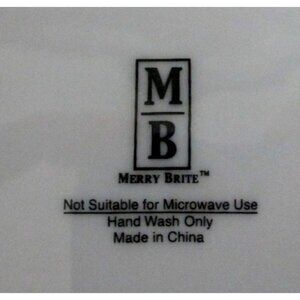 M
B
MERRY BRITE™
Not Suitable for Microwave Use
Hand Wash Only
Made in China